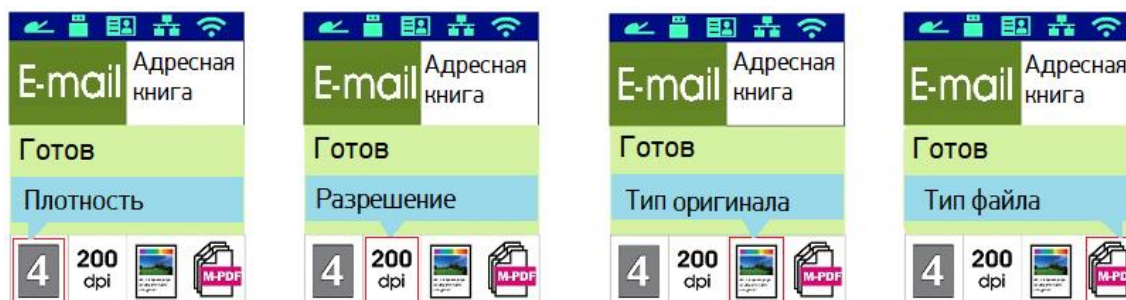 E-mail Адресная книга
Готов
Плотность
4 200 dpi M-PDF
E-mail Адресная книга
Готов
Разрешение
4 200 dpi M-PDF
E-mail Адресная книга
Готов
Тип оригинала
4 200 dpi M-PDF
E-mail Адресная книга
Готов
Тип файла
4 200 dpi M-PD